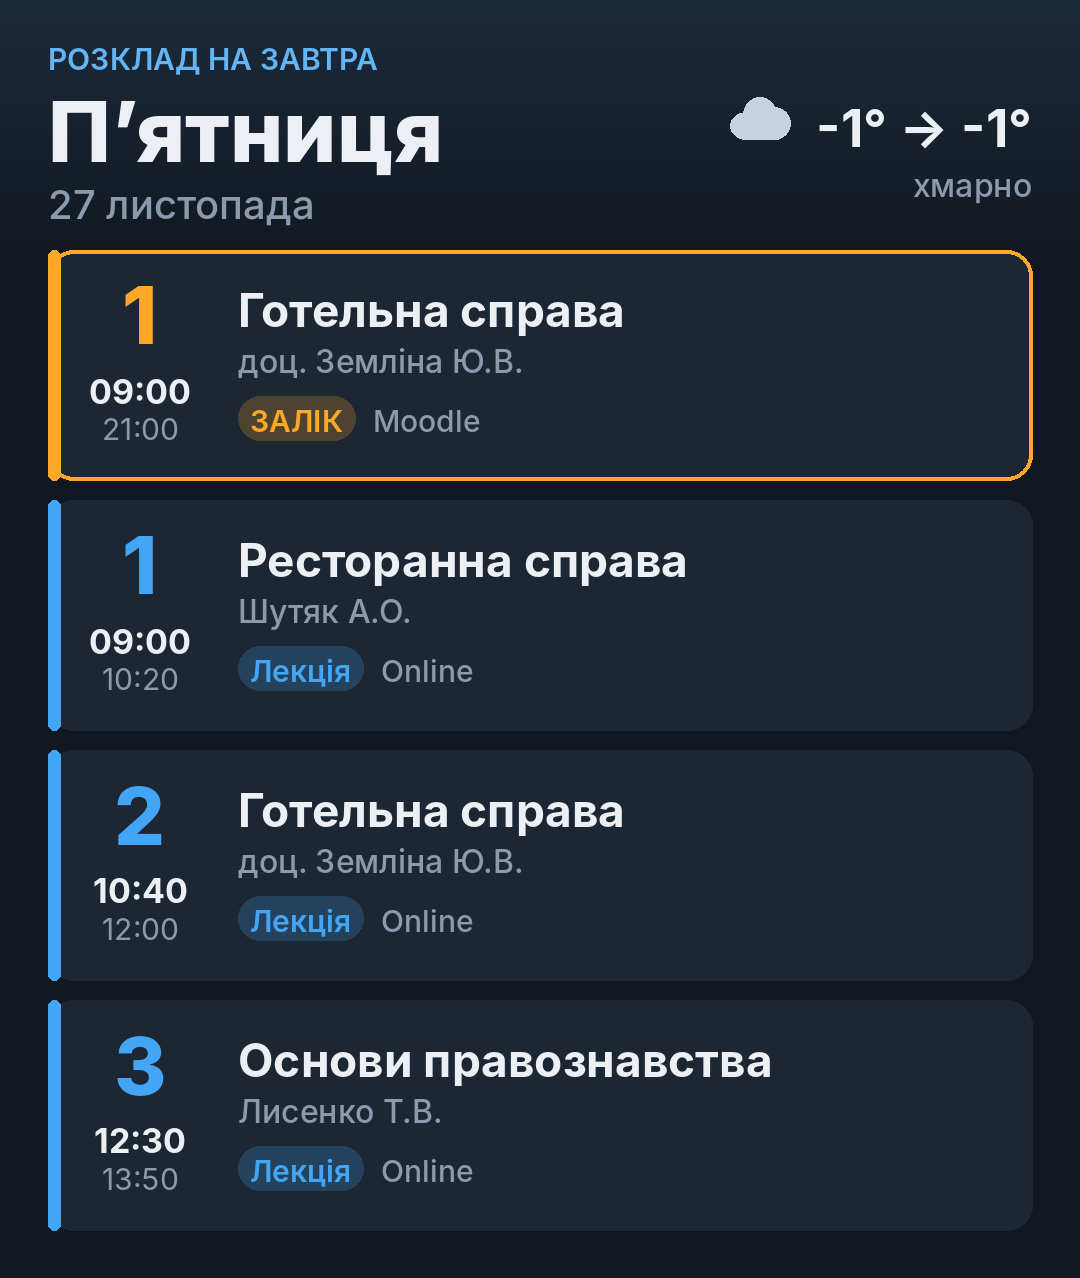 РОЗКЛАД НА ЗАВТРА
П’ятниця
27 листопада
-1° → -1°
хмарно
1
09:00
21:00
Готельна справа
доц. Земліна Ю.В.
ЗАЛІК Moodle
1
09:00
10:20
Ресторанна справа
Шутяк А.О.
Лекція Online
2
10:40
12:00
Готельна справа
доц. Земліна Ю.В.
Лекція Online
3
12:30
13:50
Основи правознавства
Лисенко Т.В.
Лекція Online